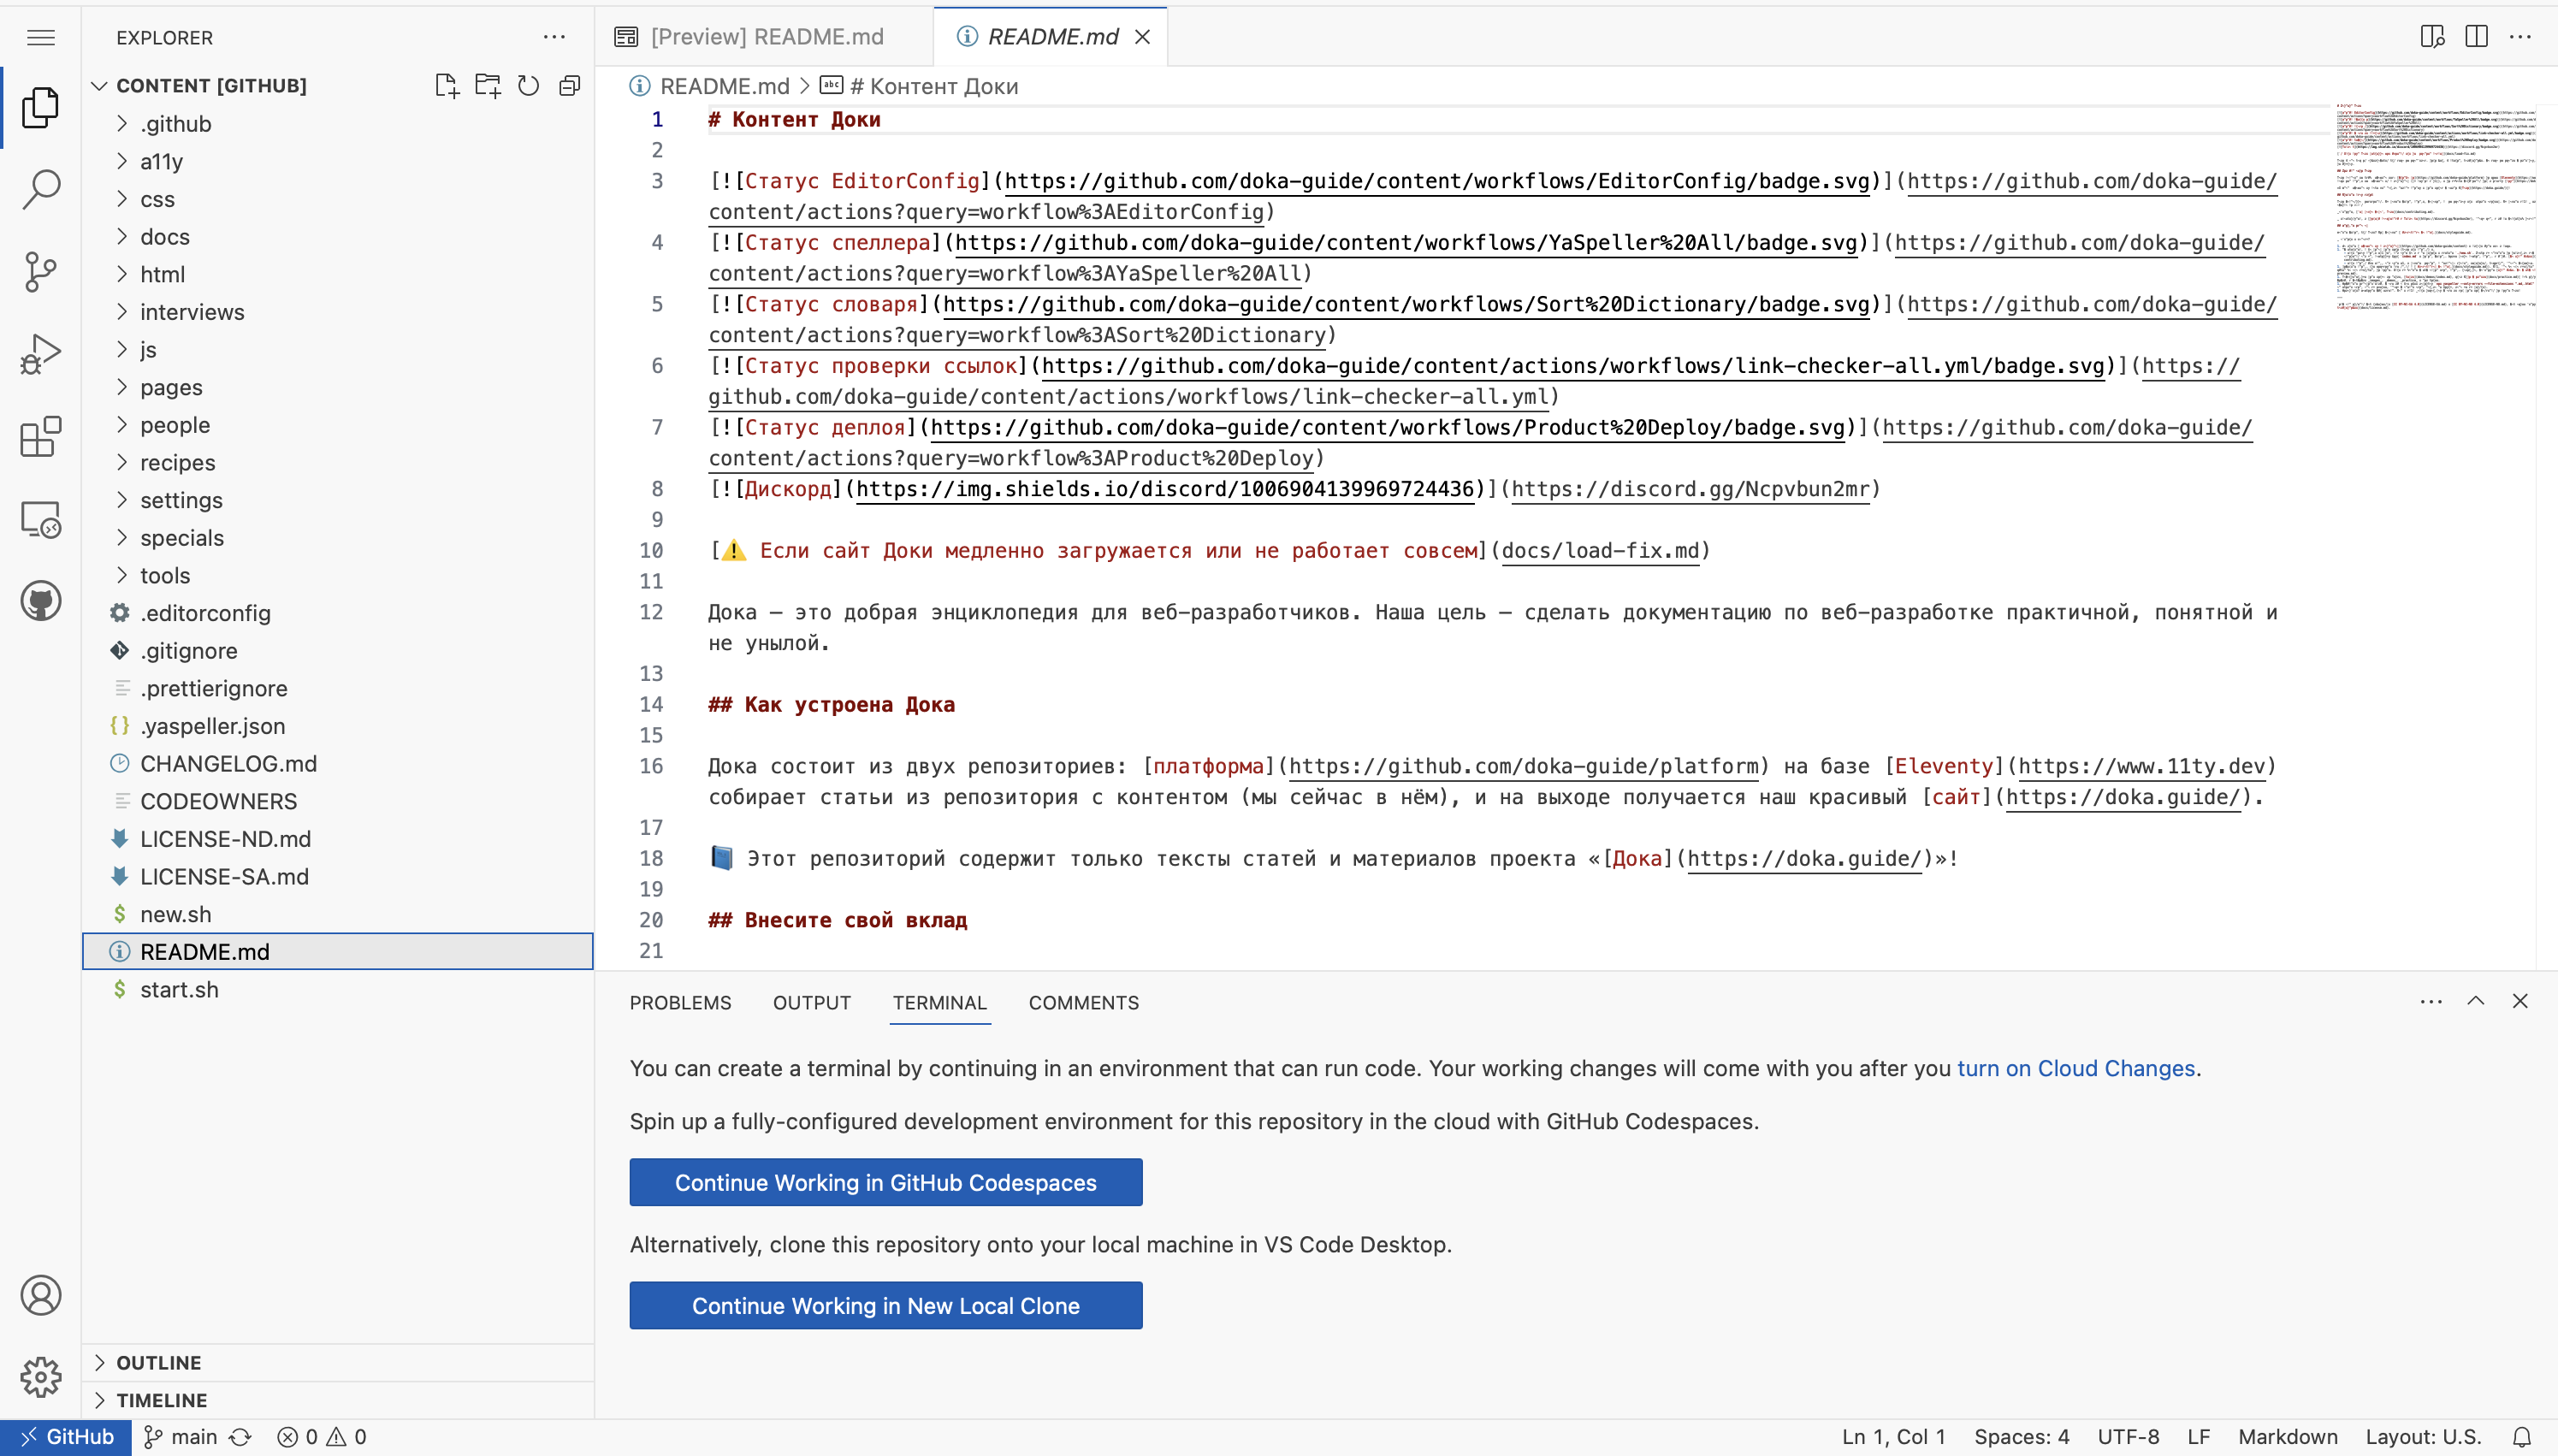 EXPLORER
CONTENT [GITHUB]
.github
a11y
css
docs
html
interviews
js
pages
people
recipes
settings
specials
tools
.editorconfig
.gitignore
.prettierignore
{} .yaspeller.json
CHANGELOG.md
CODEOWNERS
LICENSE-ND.md
LICENSE-SA.md
$ new.sh
README.md
$ start.sh
OUTLINE
TIMELINE
[Preview] README.md
README.md
README.md > abc # Контент Доки
1 # Контент Доки
2
3 [![Статус EditorConfig](https://github.com/doka-guide/content/workflows/EditorConfig/badge.svg)](https://github.com/doka-guide/
content/actions?query=workflow%3AEditorConfig)
4 [![Статус спеллера](https://github.com/doka-guide/content/workflows/YaSpeller%20All/badge.svg)](https://github.com/doka-guide/
content/actions?query=workflow%3AYaSpeller%20All)
5 [![Статус словаря](https://github.com/doka-guide/content/workflows/Sort%20Dictionary/badge.svg)](https://github.com/doka-guide/
content/actions?query=workflow%3ASort%20Dictionary)
6 [![Статус проверки ссылок](https://github.com/doka-guide/content/actions/workflows/link-checker-all.yml/badge.svg)](https://
github.com/doka-guide/content/actions/workflows/link-checker-all.yml)
7 [![Статус деплоя](https://github.com/doka-guide/content/workflows/Product%20Deploy/badge.svg)](https://github.com/doka-guide/
content/actions?query=workflow%3AProduct%20Deploy)
8 [![Дискорд](https://img.shields.io/discord/1006904139969724436)](https://discord.gg/Ncpvbun2mr)
9
10 [⚠️ Если сайт Доки медленно загружается или не работает совсем](docs/load-fix.md)
11
12 Дока — это добрая энциклопедия для веб-разработчиков. Наша цель — сделать документацию по веб-разработке практичной, понятной и
не унылой.
13
14 ## Как устроена Дока
15
16 Дока состоит из двух репозиториев: [платформа](https://github.com/doka-guide/platform) на базе [Eleventy](https://www.11ty.dev)
собирает статьи из репозитория с контентом (мы сейчас в нём), и на выходе получается наш красивый [сайт](https://doka.guide/).
17
18 📘 Этот репозиторий содержит только тексты статей и материалов проекта «[Дока](https://doka.guide/)»!
19
20 ## Внесите свой вклад
21
PROBLEMS OUTPUT TERMINAL COMMENTS
You can create a terminal by continuing in an environment that can run code. Your working changes will come with you after you turn on Cloud Changes.
Spin up a fully-configured development environment for this repository in the cloud with GitHub Codespaces.
Continue Working in GitHub Codespaces
Alternatively, clone this repository onto your local machine in VS Code Desktop.
Continue Working in New Local Clone
GitHub main 0 0 Ln 1, Col 1 Spaces: 4 UTF-8 LF Markdown Layout: U.S.